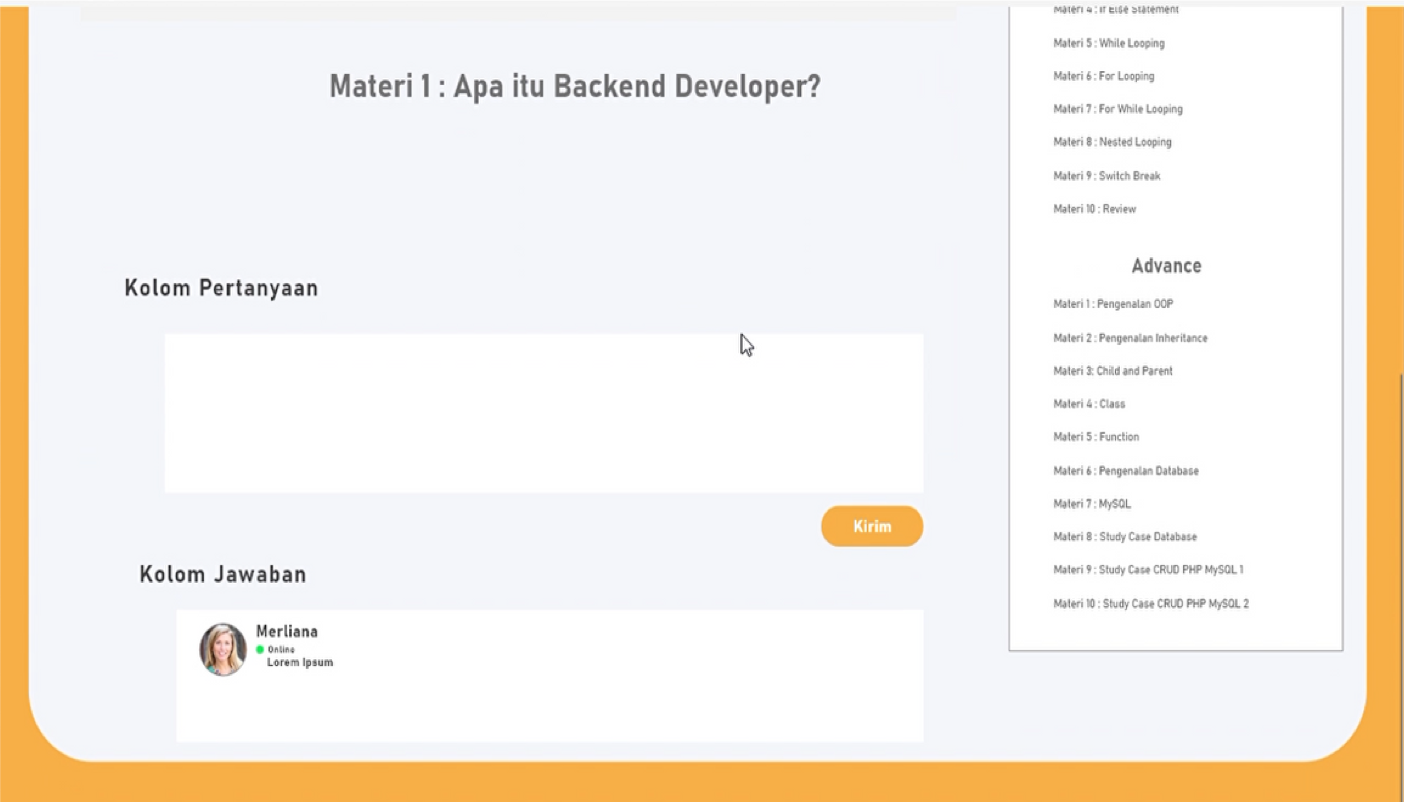 Materi 1 : Apa itu Backend Developer?
Kolom Pertanyaan
Kirim
Kolom Jawaban
Merliana
Online
Lorem Ipsum
Materi 4 : If Else Statement
Materi 5 : While Looping
Materi 6 : For Looping
Materi 7 : For While Looping
Materi 8 : Nested Looping
Materi 9 : Switch Break
Materi 10 : Review
Advance
Materi 1 : Pengenalan OOP
Materi 2 : Pengenalan Inheritance
Materi 3: Child and Parent
Materi 4 : Class
Materi 5 : Function
Materi 6 : Pengenalan Database
Materi 7 : MySQL
Materi 8 : Study Case Database
Materi 9 : Study Case CRUD PHP MySQL 1
Materi 10 : Study Case CRUD PHP MySQL 2